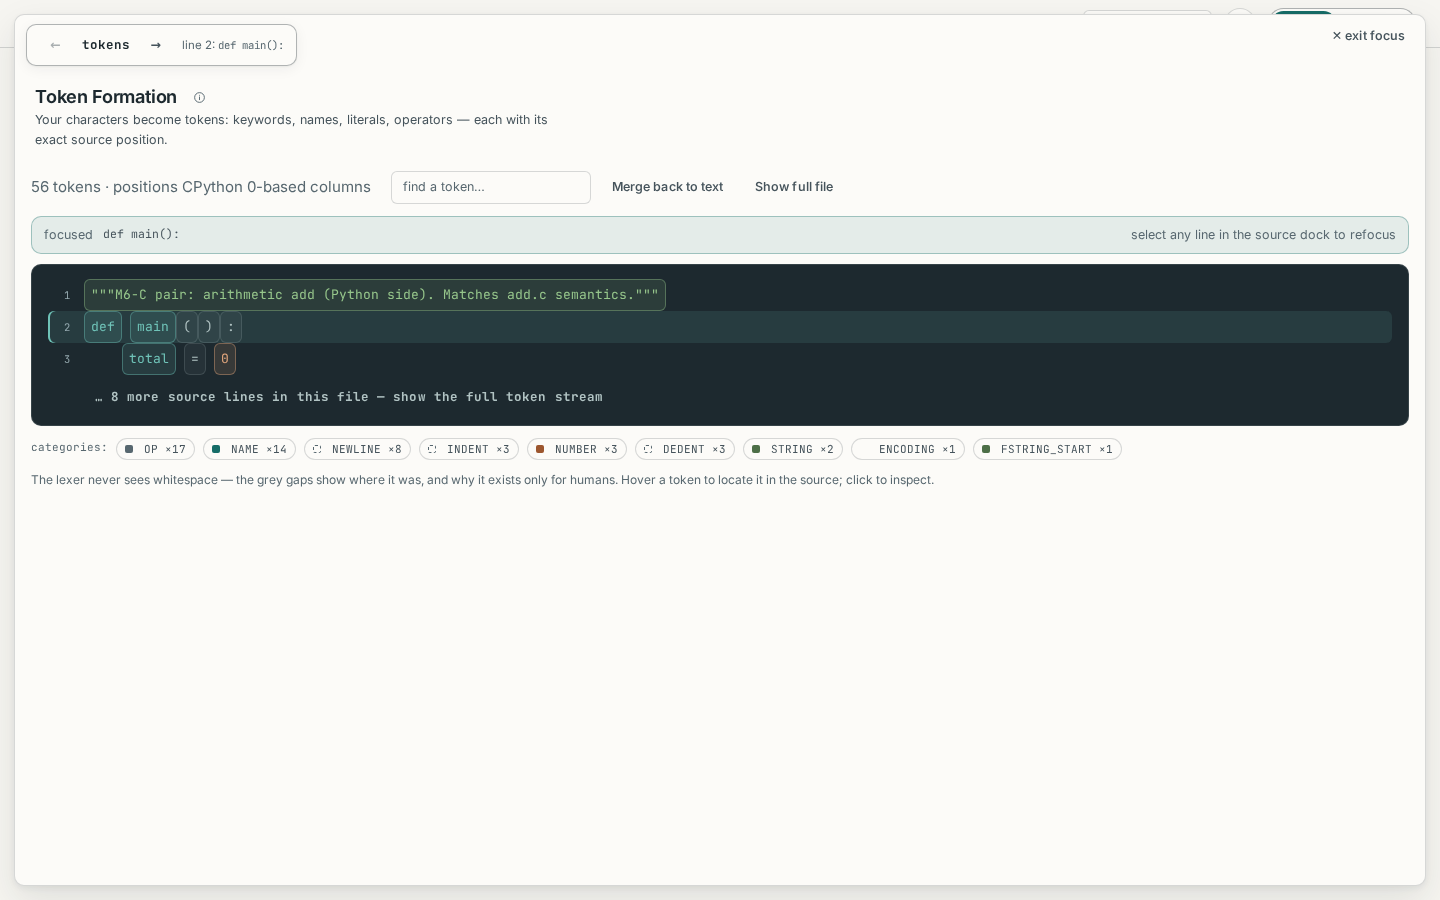 ← tokens → line 2: def main():
✕ exit focus
Token Formation
Your characters become tokens: keywords, names, literals, operators — each with its
exact source position.
56 tokens · positions CPython 0-based columns
find a token…
Merge back to text
Show full file
focused def main():
select any line in the source dock to refocus
1 """M6-C pair: arithmetic add (Python side). Matches add.c semantics."""
2 def main ( ) :
3 total = 0
… 8 more source lines in this file — show the full token stream
categories: OP ×17 NAME ×14 NEWLINE ×8 INDENT ×3 NUMBER ×3 DEDENT ×3 STRING ×2 ENCODING ×1 FSTRING_START ×1
The lexer never sees whitespace — the grey gaps show where it was, and why it exists only for humans. Hover a token to locate it in the source; click to inspect.